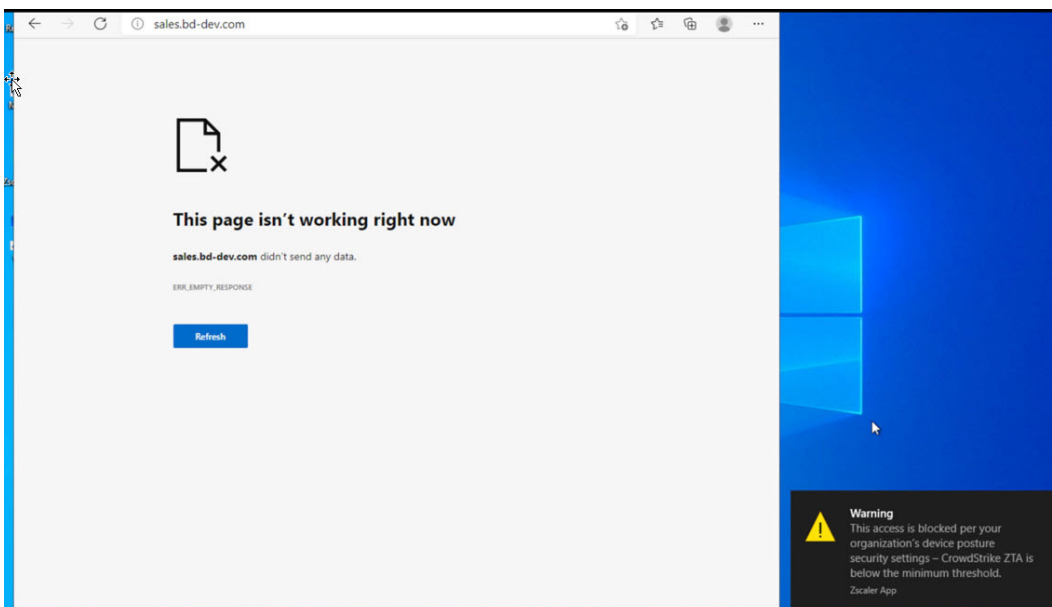 sales.bd-dev.com
This page isn't working right now
sales.bd-dev.com didn't send any data.
ERR_EMPTY_RESPONSE
Refresh
Warning
This access is blocked per your
organization's device posture
security settings – CrowdStrike ZTA is
below the minimum threshold.
Zscaler App